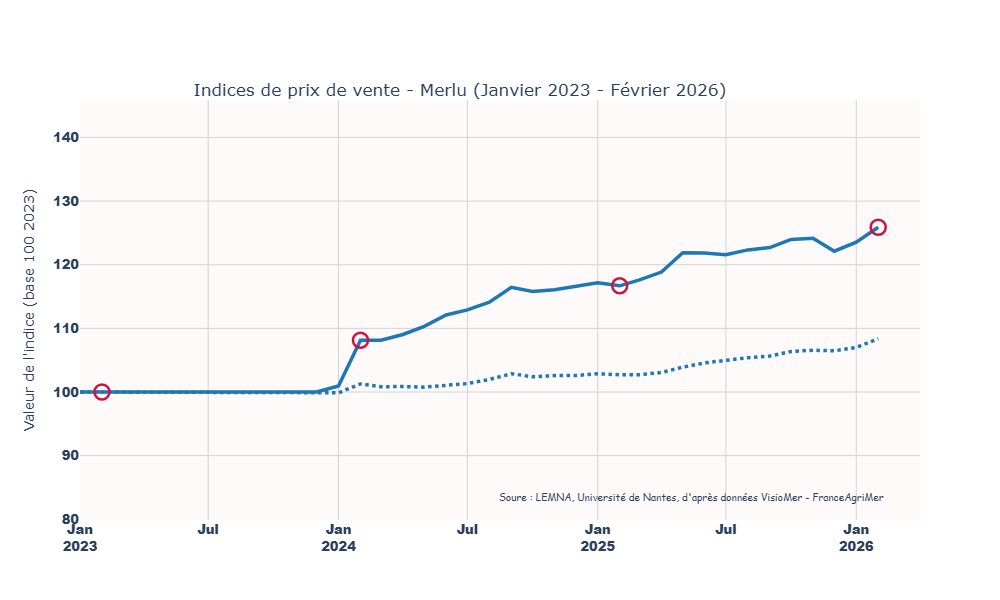 Indices de prix de vente - Merlu (Janvier 2023 - Février 2026)
Valeur de l'indice (base 100 2023)
140
130
120
110
100
90
80
Soure : LEMNA, Université de Nantes, d'après données VisioMer - FranceAgriMer
Jan Jul Jan Jul Jan Jul Jan
2023 2024 2025 2026